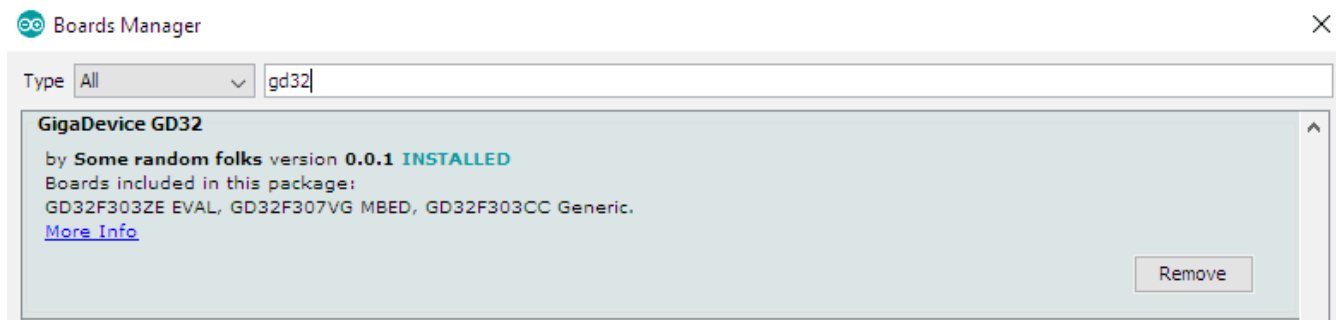 Boards Manager
Type All gd32
GigaDevice GD32
by Some random folks version 0.0.1 INSTALLED
Boards included in this package:
GD32F303ZE EVAL, GD32F307VG MBED, GD32F303CC Generic.
More Info
Remove